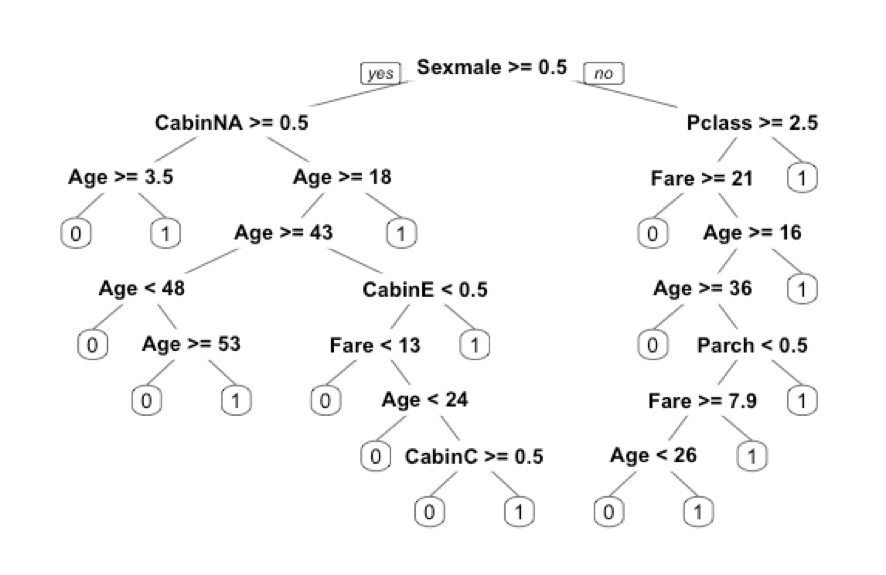 yes Sexmale >= 0.5 no
CabinNA >= 0.5 Pclass >= 2.5
Age >= 3.5 Age >= 18 Fare >= 21 1
0 1 Age >= 43 1 0 Age >= 16
Age < 48 CabinE < 0.5 Age >= 36 1
0 Age >= 53 Fare < 13 1 0 Parch < 0.5
0 1 0 Age < 24 Fare >= 7.9 1
0 CabinC >= 0.5 Age < 26 1
0 1 0 1